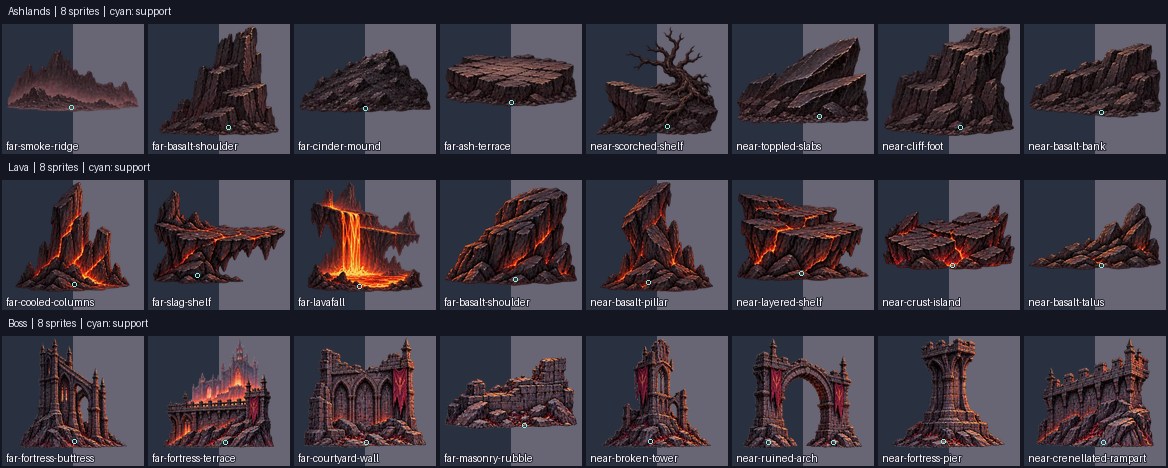 Ashlands | 8 sprites | cyan: support
far-smoke-ridge far-basalt-shoulder far-cinder-mound far-ash-terrace near-scorched-shelf near-toppled-slabs near-cliff-foot near-basalt-bank
Lava | 8 sprites | cyan: support
far-cooled-columns far-slag-shelf far-lavafall far-basalt-shoulder near-basalt-pillar near-layered-shelf near-crust-island near-basalt-talus
Boss | 8 sprites | cyan: support
far-fortress-buttress far-fortress-terrace far-courtyard-wall far-masonry-rubble near-broken-tower near-ruined-arch near-fortress-pier near-crenellated-rampart